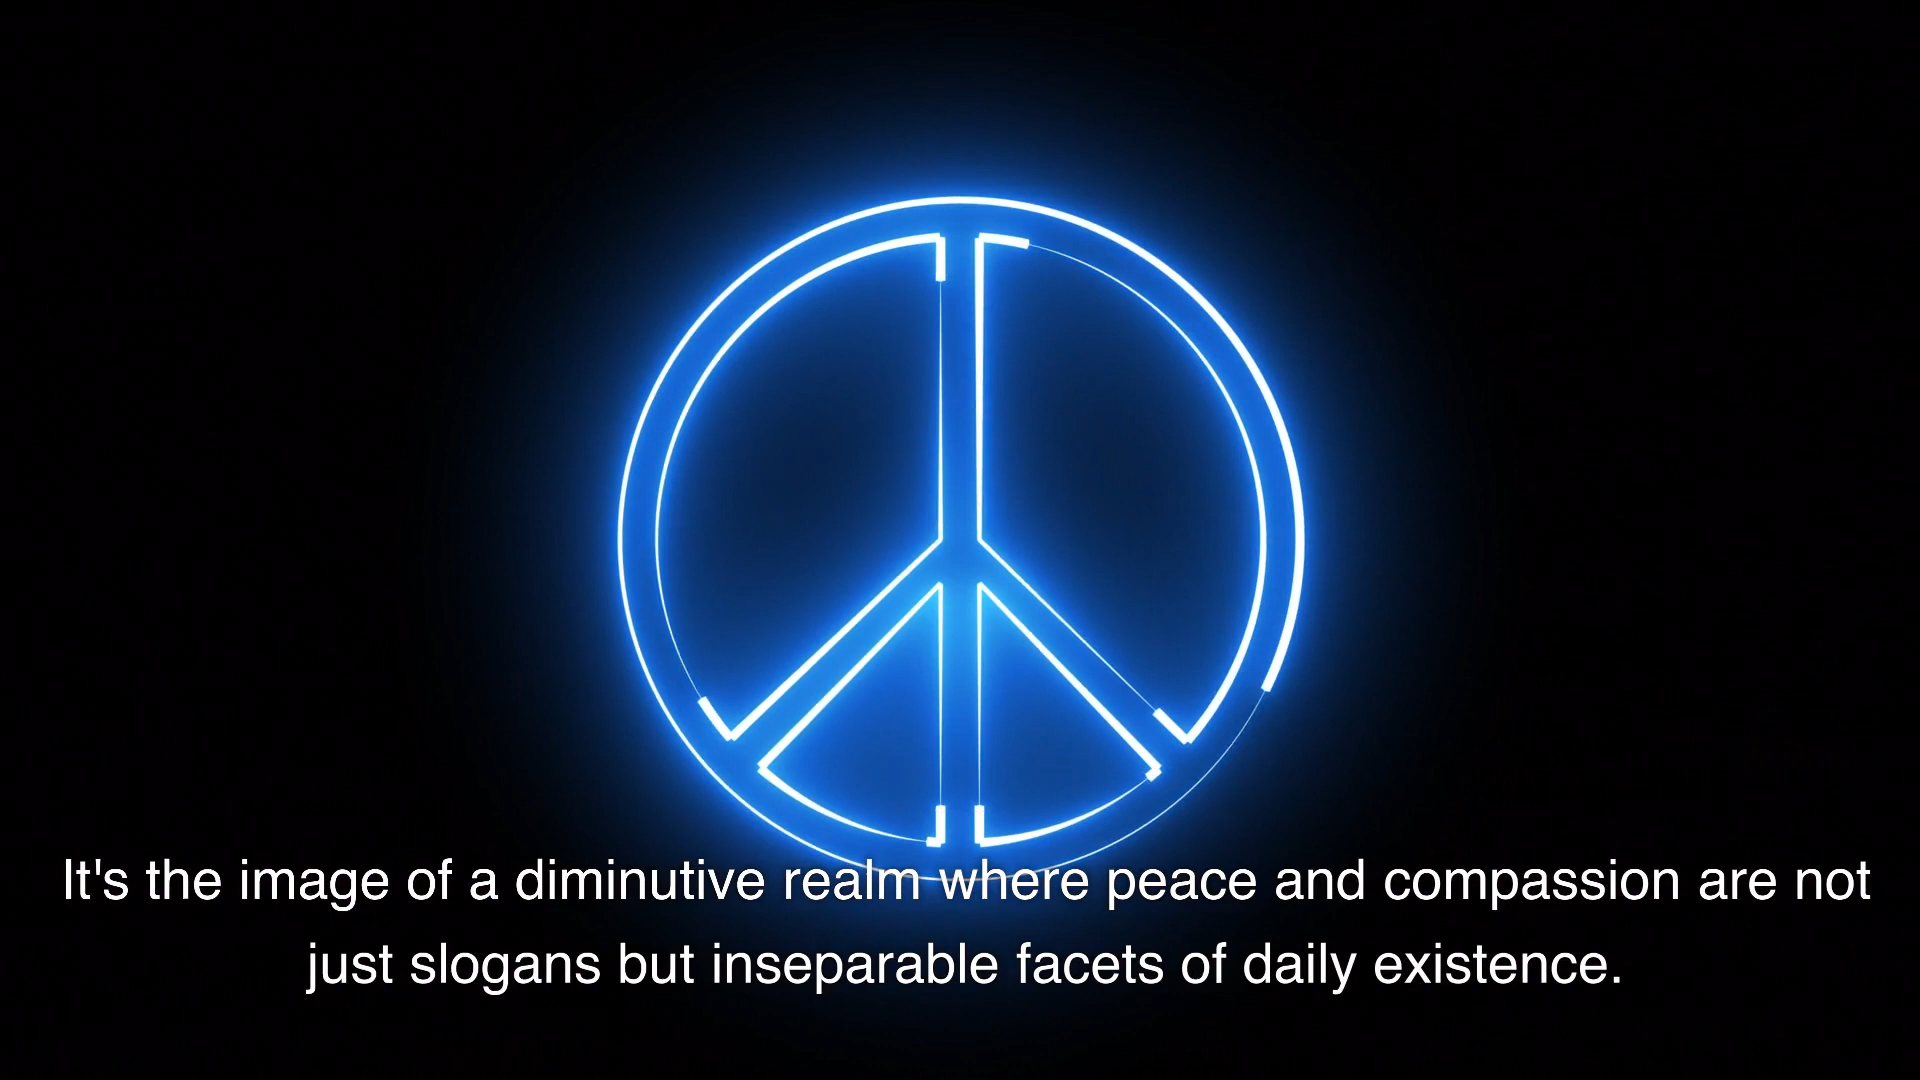 It's the image of a diminutive realm where peace and compassion are not
just slogans but inseparable facets of daily existence.